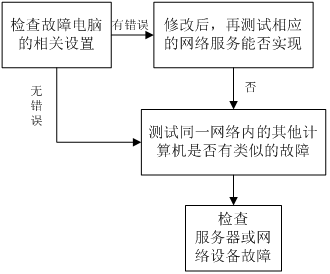 检查故障电脑
的相关设置
有错误
修改后，再测试相应
的网络服务能否实现
无
错
误
否
测试同一网络内的其他计
算机是否有类似的故障
检查
服务器或网
络设备故障